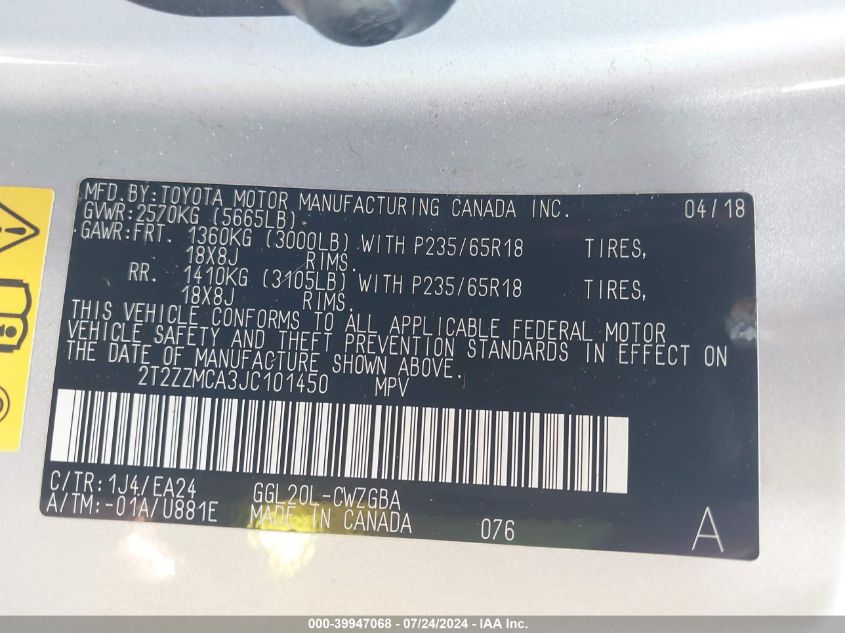 MFD.BY:TOYOTA MOTOR MANUFACTURING CANADA INC. 04/18
GVWR:2570KG (5665LB)
GAWR:FRT. 1360KG (3000LB) WITH P235/65R18 TIRES,
18X8J RIMS.
RR. 1410KG (3105LB) WITH P235/65R18 TIRES,
18X8J RIMS.
THIS VEHICLE CONFORMS TO ALL APPLICABLE FEDERAL MOTOR
VEHICLE SAFETY AND THEFT PREVENTION STANDARDS IN EFFECT ON
THE DATE OF MANUFACTURE SHOWN ABOVE.
2T2ZZMCA3JC101450 MPV
C/TR:1J4/EA24 GGL20L-CWZGBA
A/TM:-01A/U881E MADE IN CANADA 076 A
000-39947068 - 07/24/2024 - IAA Inc.